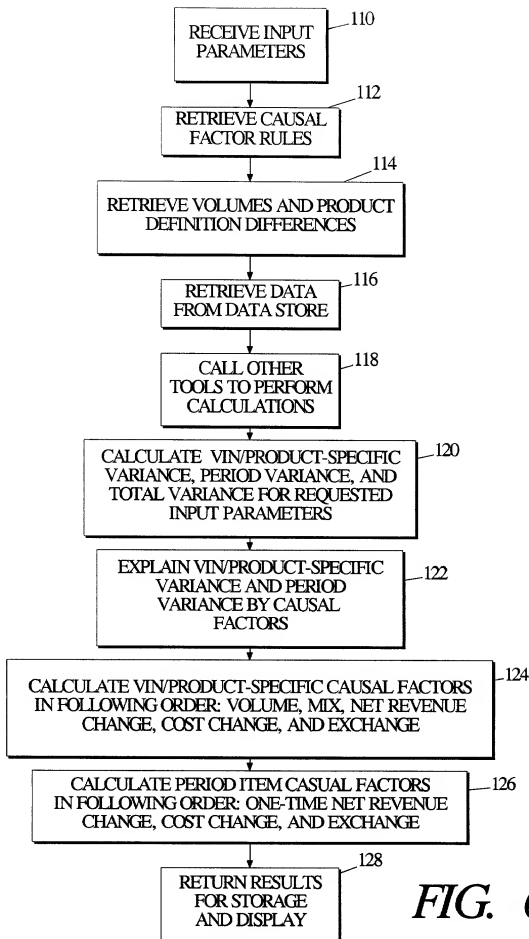 110
RECEIVE INPUT
PARAMETERS
112
RETRIEVE CAUSAL
FACTOR RULES
114
RETRIEVE VOLUMES AND PRODUCT
DEFINITION DIFFERENCES
116
RETRIEVE DATA
FROM DATA STORE
118
CALL OTHER
TOOLS TO PERFORM
CALCULATIONS
120
CALCULATE VIN/PRODUCT-SPECIFIC
VARIANCE, PERIOD VARIANCE, AND
TOTAL VARIANCE FOR REQUESTED
INPUT PARAMETERS
122
EXPLAIN VIN/PRODUCT-SPECIFIC
VARIANCE AND PERIOD
VARIANCE BY CAUSAL
FACTORS
124
CALCULATE VIN/PRODUCT-SPECIFIC CAUSAL FACTORS
IN FOLLOWING ORDER: VOLUME, MIX, NET REVENUE
CHANGE, COST CHANGE, AND EXCHANGE
126
CALCULATE PERIOD ITEM CASUAL FACTORS
IN FOLLOWING ORDER: ONE-TIME NET REVENUE
CHANGE, COST CHANGE, AND EXCHANGE
128
RETURN RESULTS
FOR STORAGE
AND DISPLAY
FIG.